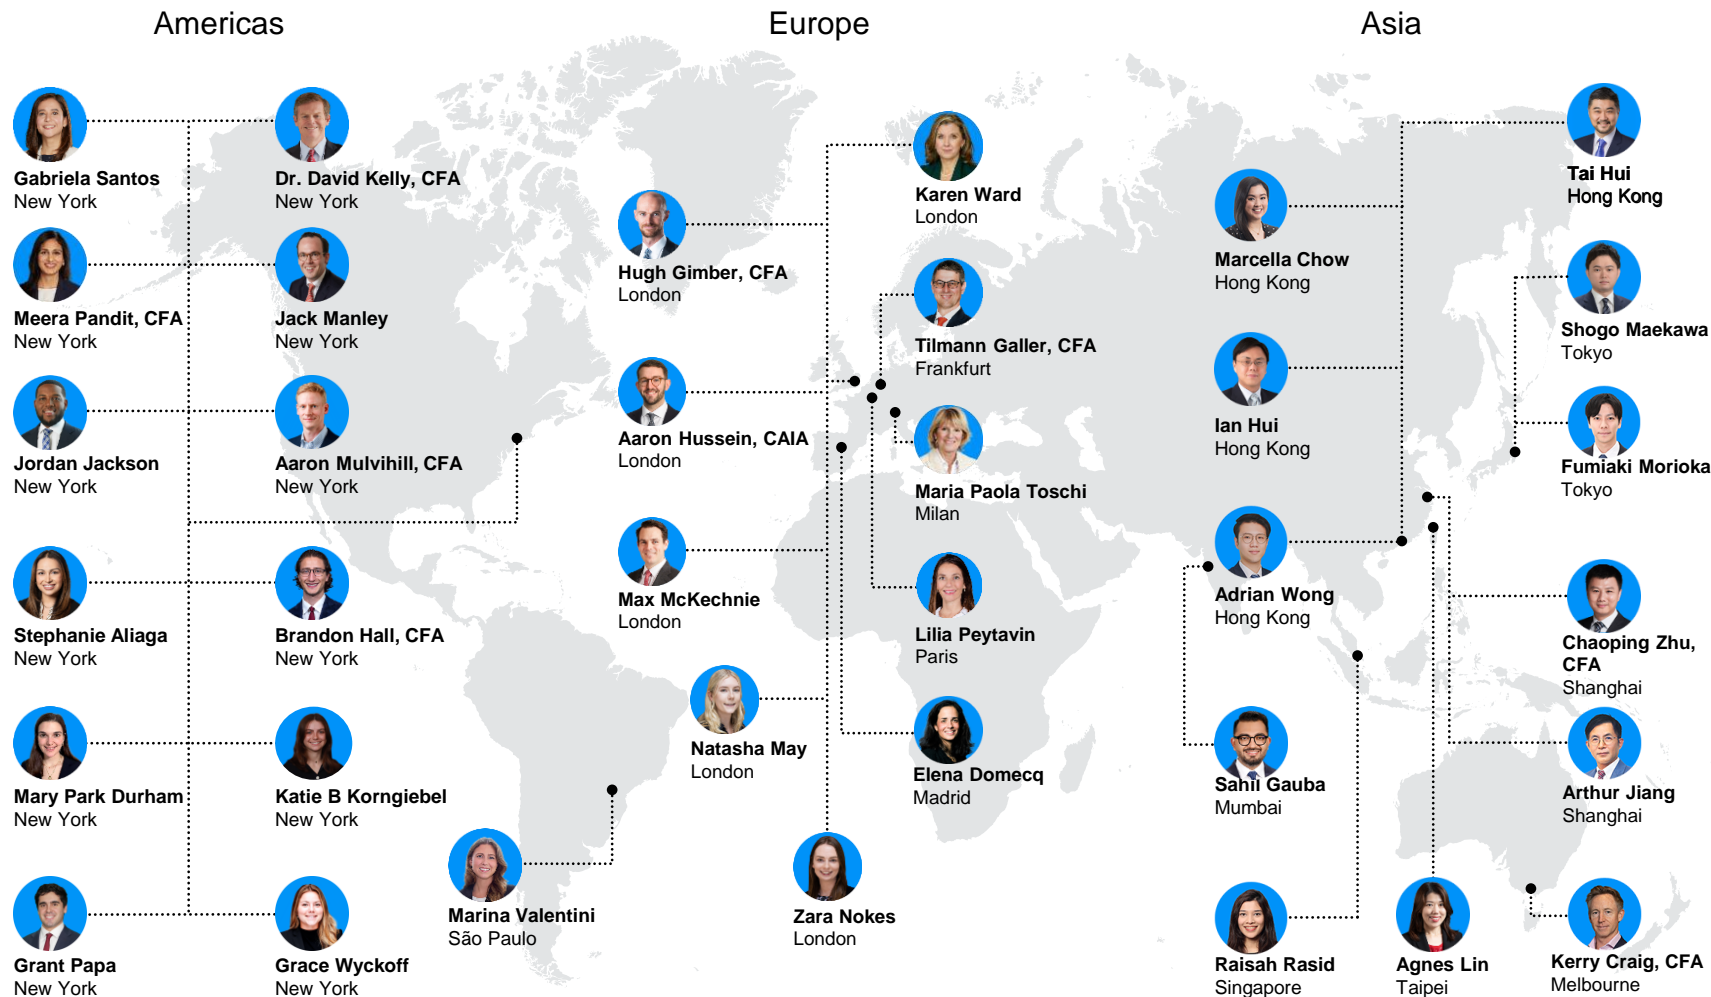 Americas
Europe
Asia
Gabriela Santos
New York
Dr. David Kelly, CFA
New York
Meera Pandit, CFA
New York
Jack Manley
New York
Jordan Jackson
New York
Aaron Mulvihill, CFA
New York
Stephanie Aliaga
New York
Brandon Hall, CFA
New York
Mary Park Durham
New York
Katie B Korngiebel
New York
Grant Papa
New York
Grace Wyckoff
New York
Marina Valentini
São Paulo
Karen Ward
London
Hugh Gimber, CFA
London
Tilmann Galler, CFA
Frankfurt
Aaron Hussein, CAIA
London
Maria Paola Toschi
Milan
Max McKechnie
London
Lilia Peytavin
Paris
Natasha May
London
Elena Domecq
Madrid
Zara Nokes
London
Tai Hui
Hong Kong
Marcella Chow
Hong Kong
Shogo Maekawa
Tokyo
Ian Hui
Hong Kong
Fumiaki Morioka
Tokyo
Adrian Wong
Hong Kong
Chaoping Zhu,
CFA
Shanghai
Sahil Gauba
Mumbai
Arthur Jiang
Shanghai
Raisah Rasid
Singapore
Agnes Lin
Taipei
Kerry Craig, CFA
Melbourne